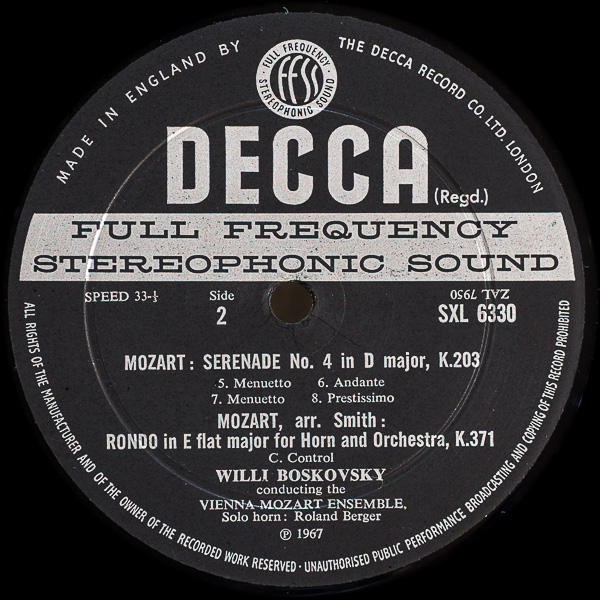 MADE IN ENGLAND BY THE DECCA RECORD CO. LTD. LONDON
FULL FREQUENCY
FFSS
STEREOPHONIC SOUND
DECCA (Regd.)
FULL FREQUENCY
STEREOPHONIC SOUND
SPEED 33-⅓ Side ZAL 7950
2 SXL 6330
MOZART: SERENADE No. 4 in D major, K.203
5. Menuetto 6. Andante
7. Menuetto 8. Prestissimo
MOZART, arr. Smith:
RONDO in E flat major for Horn and Orchestra, K.371
C. Control
WILLI BOSKOVSKY
conducting the
VIENNA MOZART ENSEMBLE,
Solo horn: Roland Berger
℗ 1967
ALL RIGHTS OF THE MANUFACTURER AND OF THE OWNER OF THE RECORDED WORK RESERVED · UNAUTHORISED PUBLIC PERFORMANCE BROADCASTING AND COPYING OF THIS RECORD PROHIBITED